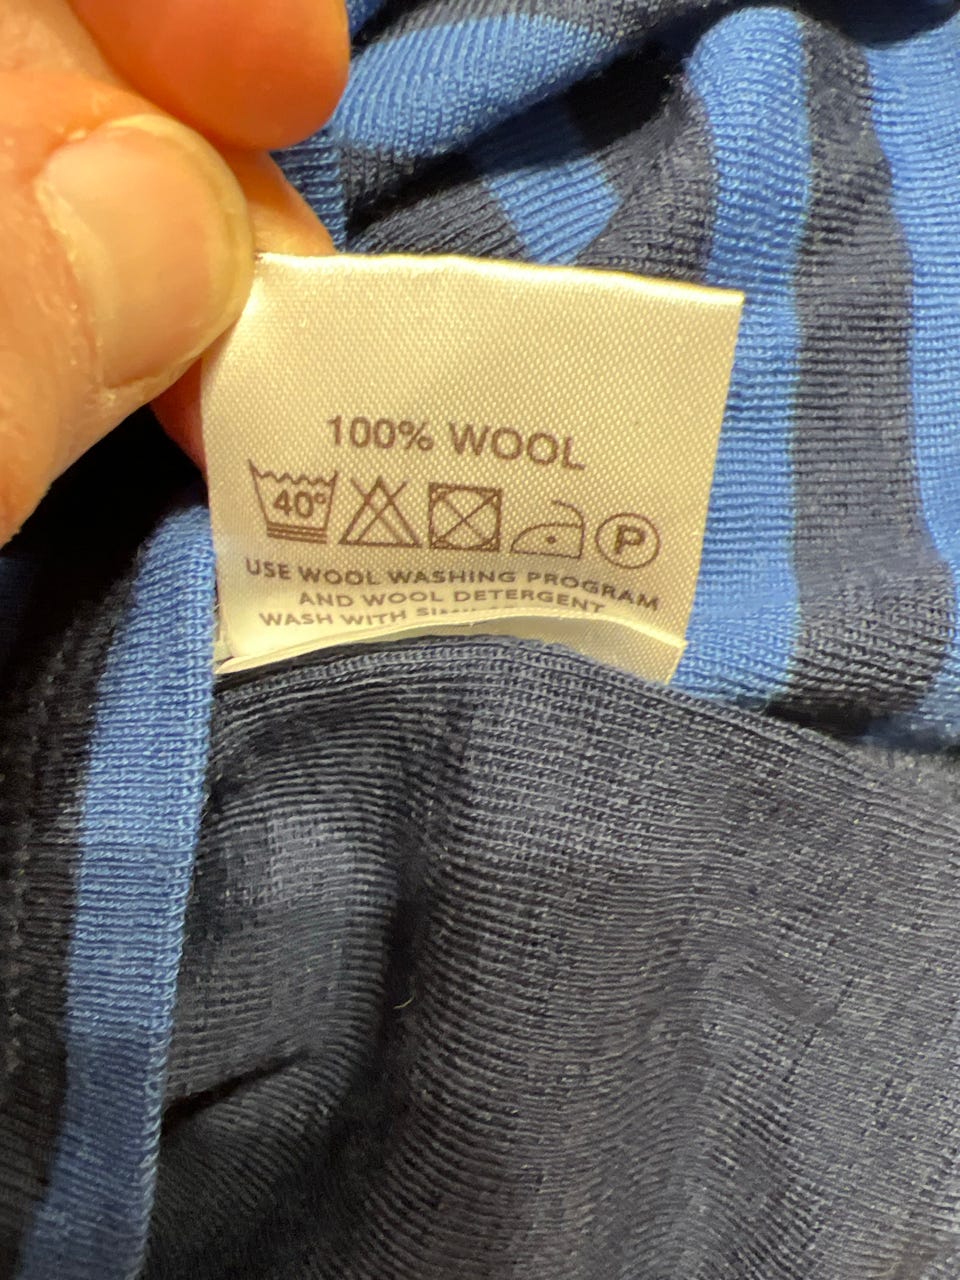 100% WOOL
40° P
USE WOOL WASHING PROGRAM
AND WOOL DETERGENT
WASH WITH